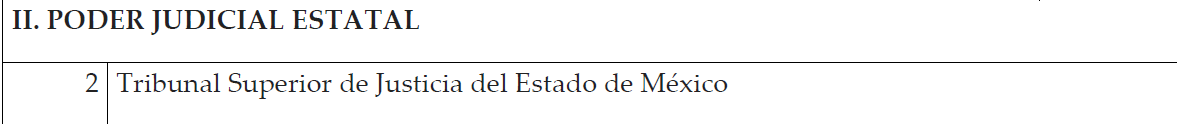 II. PODER JUDICIAL ESTATAL
2 Tribunal Superior de Justicia del Estado de México